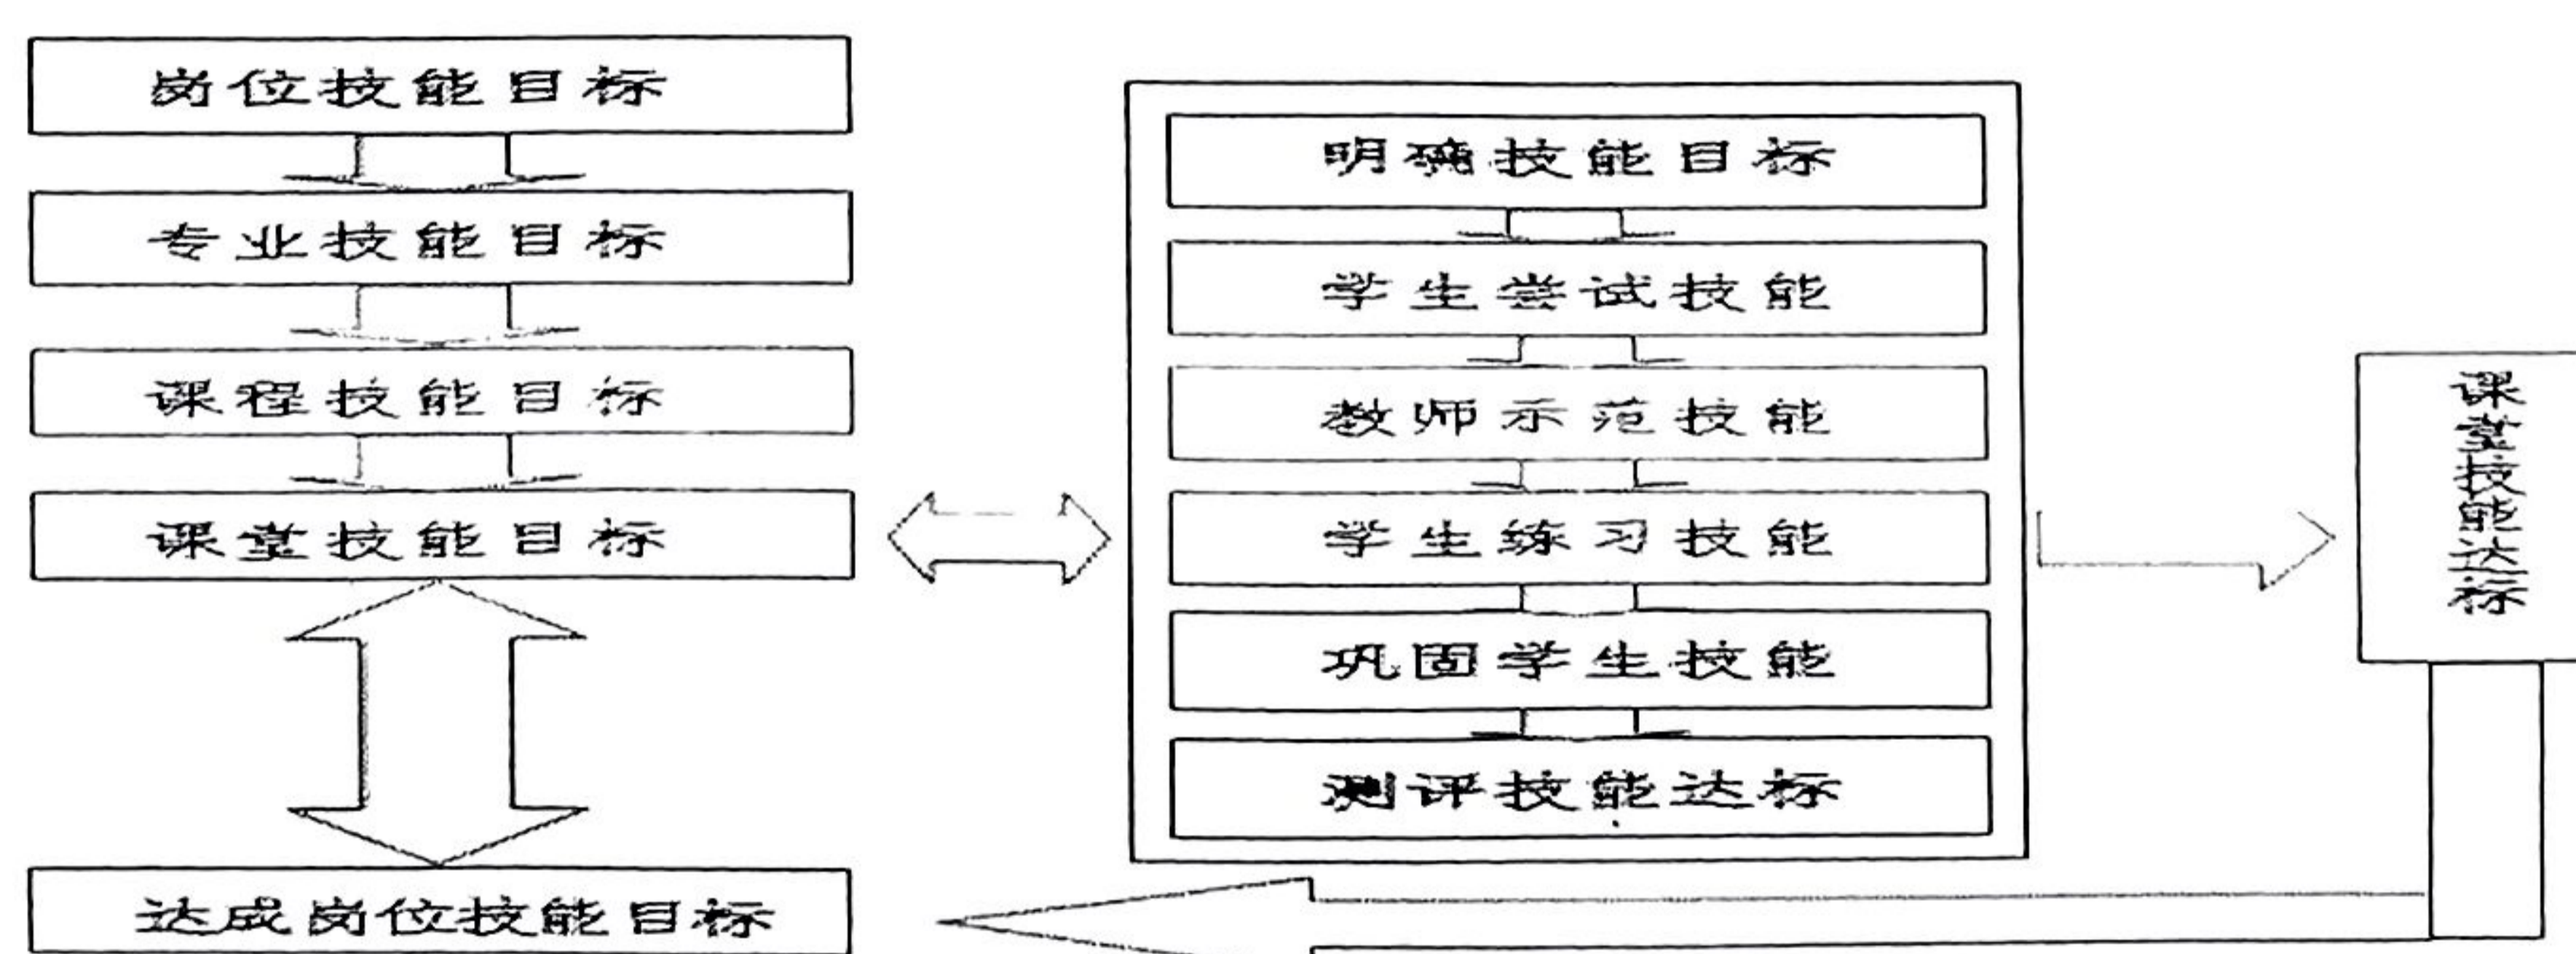 岗位技能目标
专业技能目标
课程技能目标
课堂技能目标
达成岗位技能目标
明确技能目标
学生尝试技能
教师示范技能
学生练习技能
巩固学生技能
测评技能达标
课堂技能达标